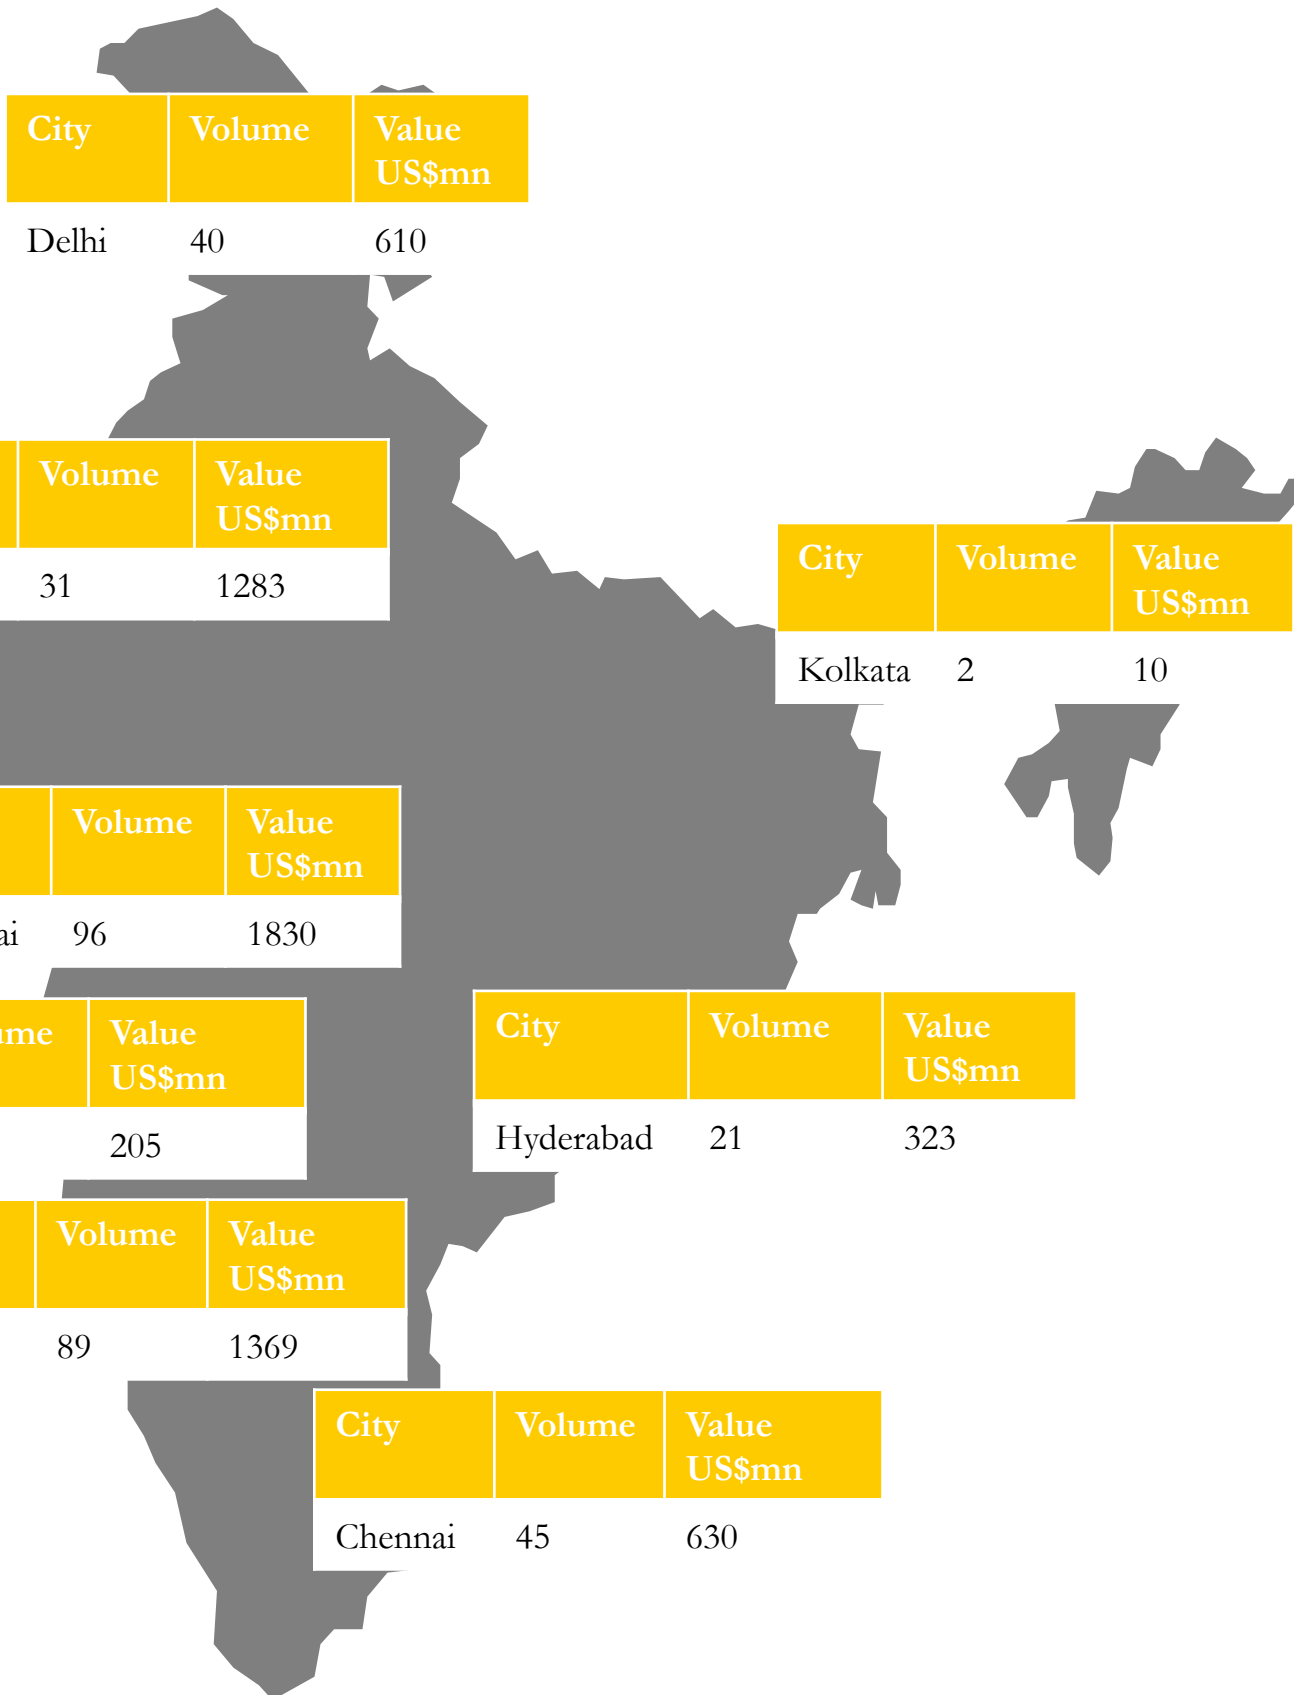 City Volume Value
US$mn
Delhi 40 610
Volume Value
US$mn
31 1283
City Volume Value
US$mn
Kolkata 2 10
Volume Value
US$mn
ai 96 1830
ume Value
US$mn
205
City Volume Value
US$mn
Hyderabad 21 323
Volume Value
US$mn
89 1369
City Volume Value
US$mn
Chennai 45 630